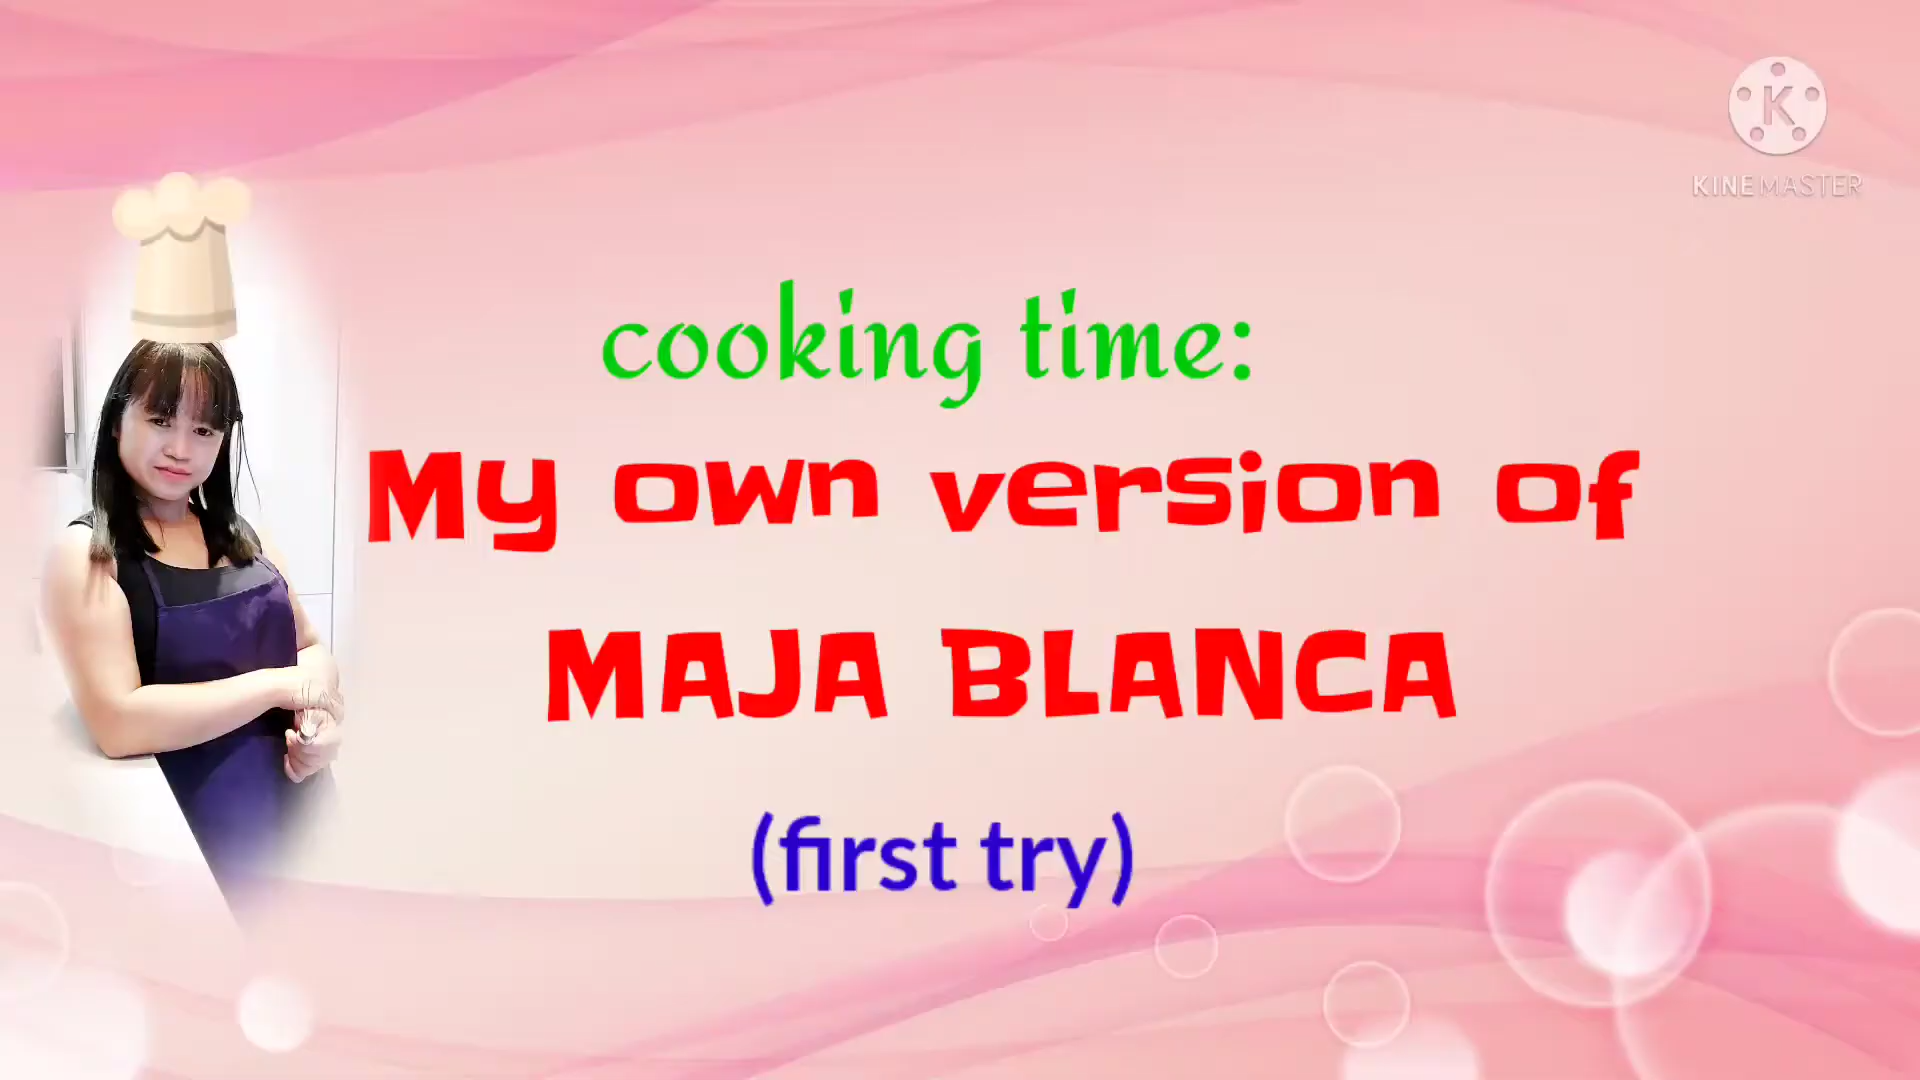 K
KINEMASTER
cooking time:
My own version of
MAJA BLANCA
(first try)